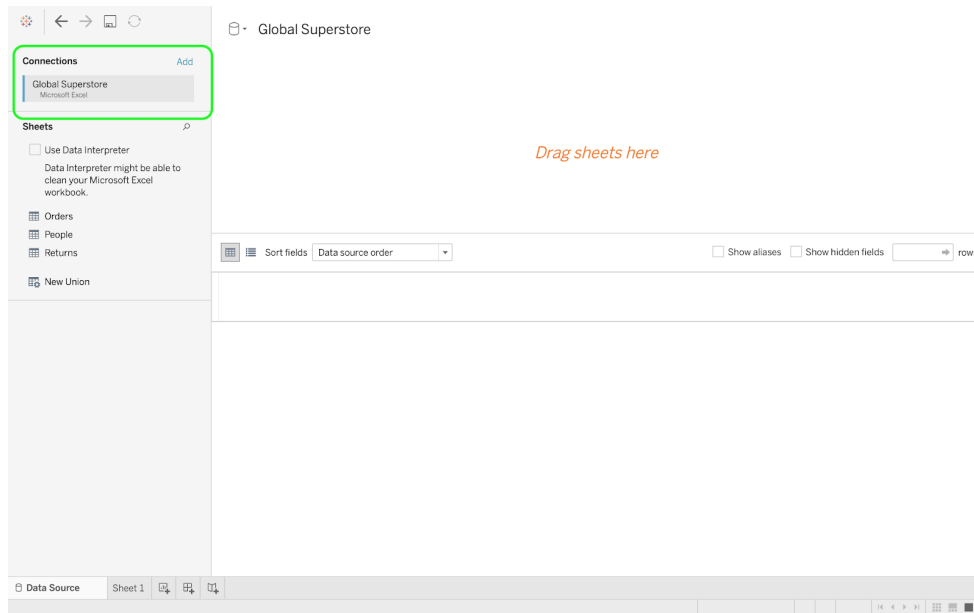 Global Superstore
Connections Add
Global Superstore
Microsoft Excel
Sheets
Use Data Interpreter
Data Interpreter might be able to
clean your Microsoft Excel
workbook.
Orders
People
Returns
New Union
Drag sheets here
Sort fields Data source order Show aliases Show hidden fields rows
Data Source Sheet 1